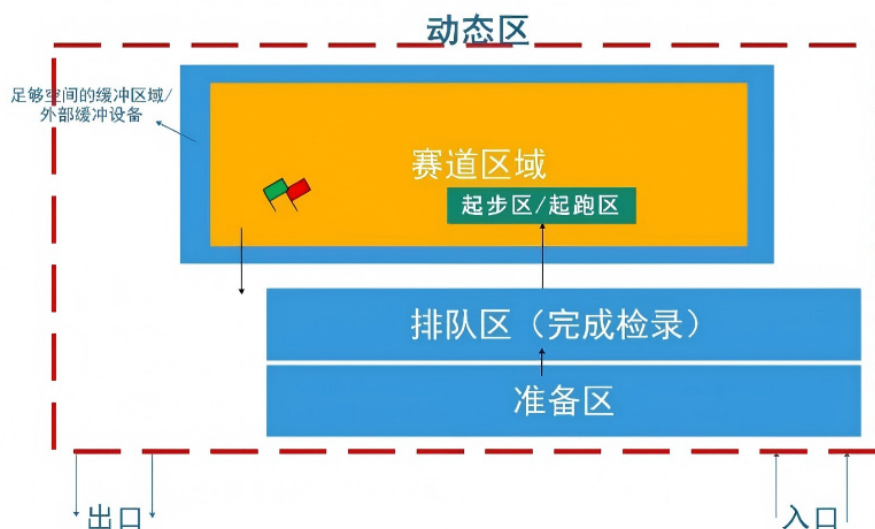 动态区
足够空间的缓冲区域/
外部缓冲设备
赛道区域
起步区/起跑区
排队区（完成检录）
准备区
出口
入口